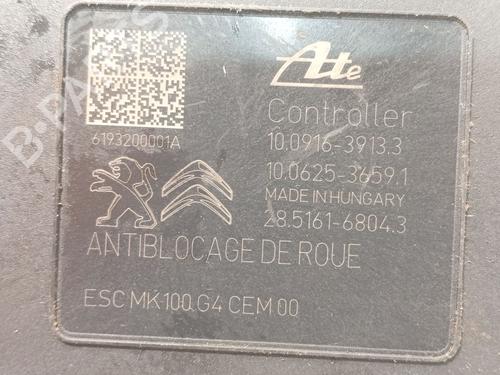 Ate
Controller
10.0916-3913.3
10.0625-3659.1
MADE IN HUNGARY
28.5161-6804.3
6193200001A
ANTIBLOCAGE DE ROUE
ESC MK100 G4 CEM 00
B-PARTS